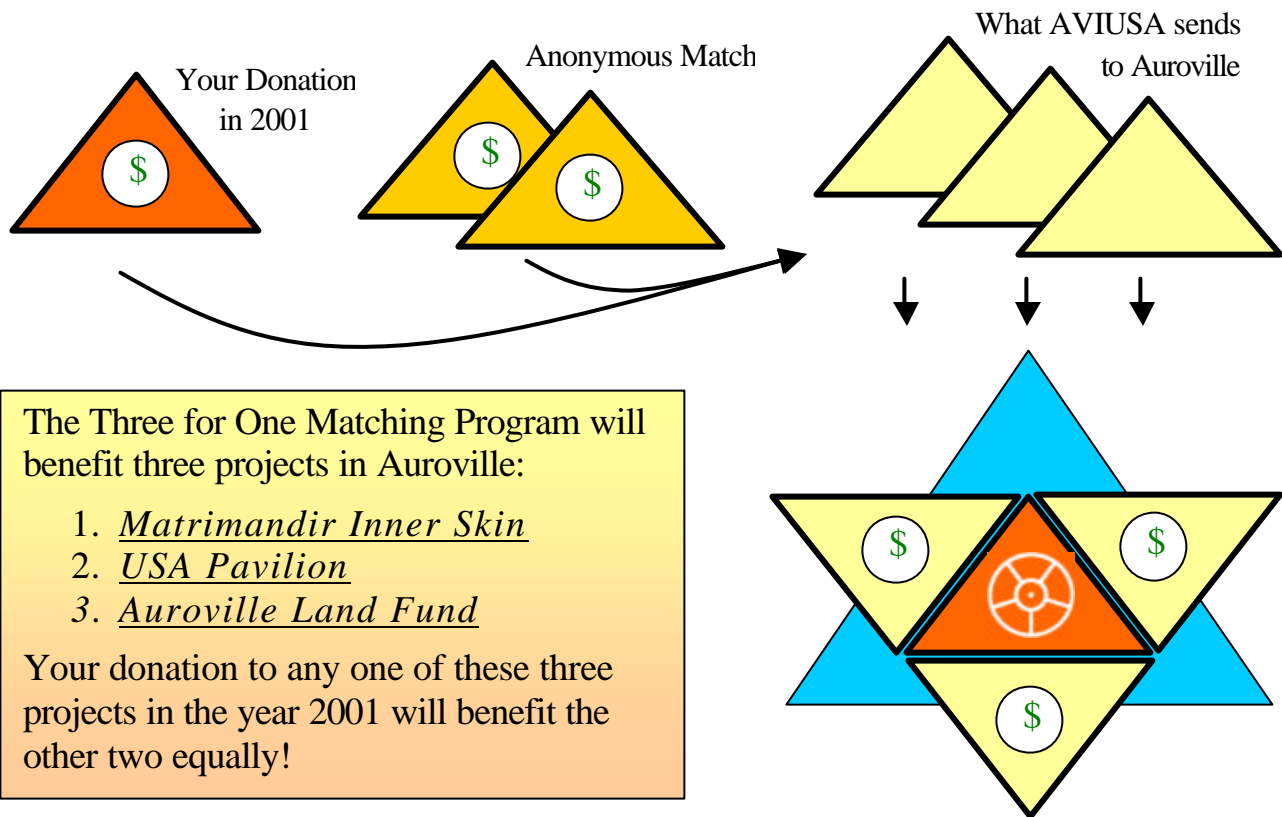 Your Donation
in 2001
$
Anonymous Match
$
$
What AVIUSA sends
to Auroville
The Three for One Matching Program will
benefit three projects in Auroville:
1. Matrimandir Inner Skin
2. USA Pavilion
3. Auroville Land Fund
Your donation to any one of these three
projects in the year 2001 will benefit the
other two equally!
$
$
$